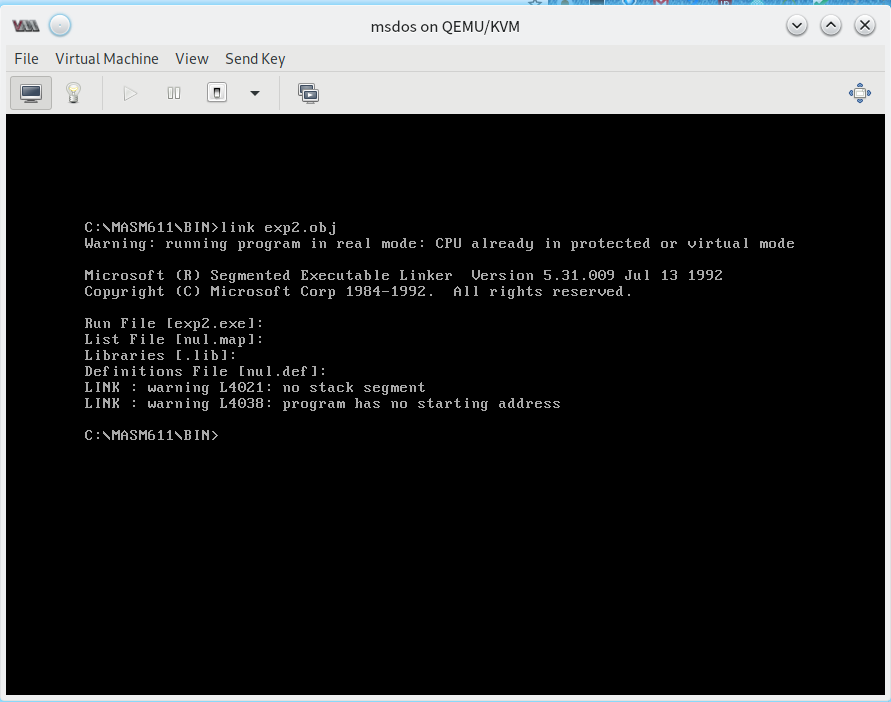 msdos on QEMU/KVM
File Virtual Machine View Send Key
C:\MASM611\BIN>link exp2.obj
Warning: running program in real mode: CPU already in protected or virtual mode
Microsoft (R) Segmented Executable Linker  Version 5.31.009 Jul 13 1992
Copyright (C) Microsoft Corp 1984-1992.  All rights reserved.
Run File [exp2.exe]:
List File [nul.map]:
Libraries [.lib]:
Definitions File [nul.def]:
LINK : warning L4021: no stack segment
LINK : warning L4038: program has no starting address
C:\MASM611\BIN>